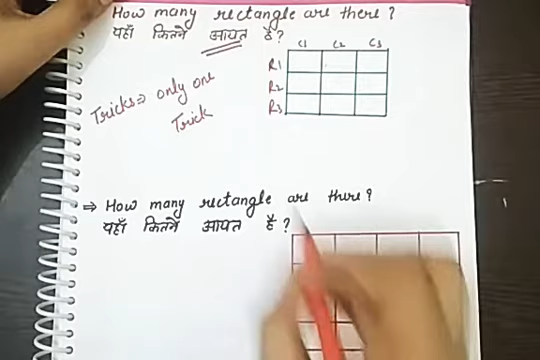 How many rectangle are there?
यहाँ कितने आयत है?
C1 C2 C3
R1
R2
R3
Tricks⇒ only one
Trick
⇒ How many rectangle are there?
यहाँ कितने आयत है?